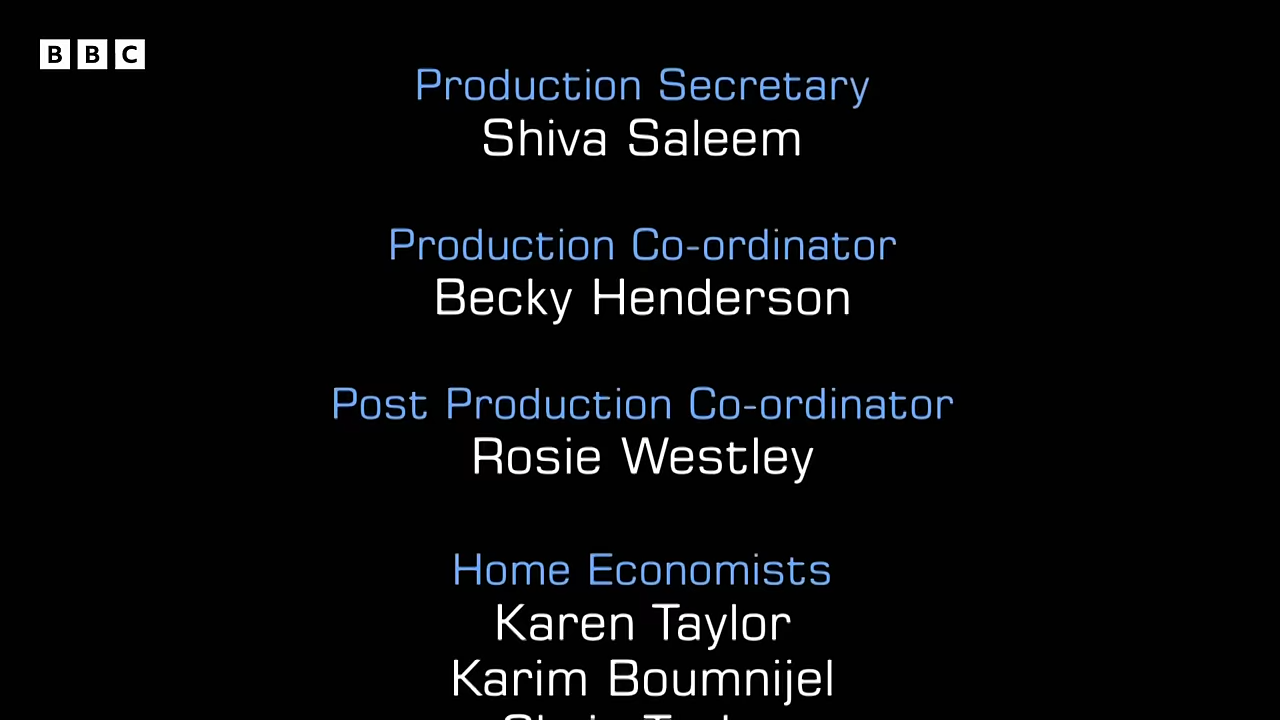 BBC
Production Secretary
Shiva Saleem
Production Co-ordinator
Becky Henderson
Post Production Co-ordinator
Rosie Westley
Home Economists
Karen Taylor
Karim Boumnijel